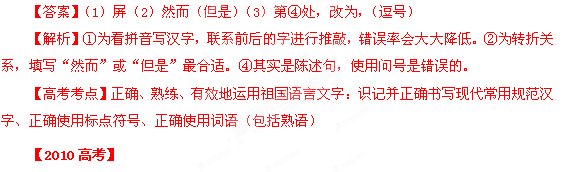 【答案】（1）屏（2）然而（但是）（3）第④处，改为，（逗号）
【解析】①为看拼音写汉字，联系前后的字进行推敲，错误率会大大降低。②为转折关
系，填写“然而”或“但是”最合适。④其实是陈述句，使用问号是错误的。
【高考考点】正确、熟练、有效地运用祖国语言文字：识记并正确书写现代常用规范汉
字、正确使用标点符号、正确使用词语（包括熟语）
【2010 高考】